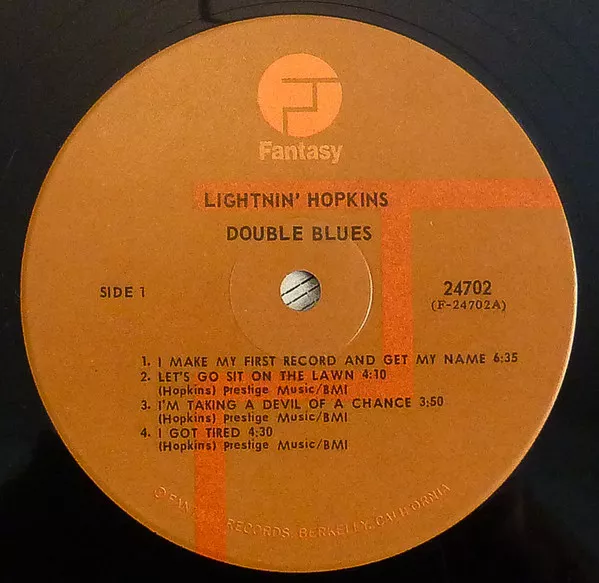 Fantasy
LIGHTNIN' HOPKINS
DOUBLE BLUES
SIDE 1
24702
(F-24702A)
1. I MAKE MY FIRST RECORD AND GET MY NAME 6:35
2. LET'S GO SIT ON THE LAWN 4:10
(Hopkins) Prestige Music/BMI
3. I'M TAKING A DEVIL OF A CHANCE 3:50
(Hopkins) Prestige Music/BMI
4. I GOT TIRED 4:30
(Hopkins) Prestige Music/BMI
© FANTASY RECORDS, BERKELEY, CALIFORNIA